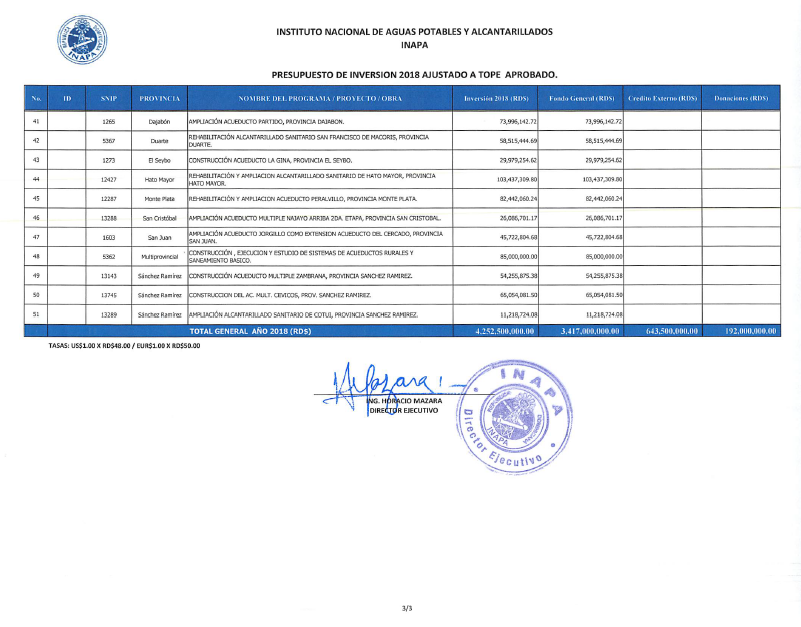 INSTITUTO NACIONAL DE AGUAS POTABLES Y ALCANTARILLADOS
INAPA
PRESUPUESTO DE INVERSION 2018 AJUSTADO A TOPE APROBADO.
No. ID SNIP PROVINCIA NOMBRE DEL PROGRAMA / PROYECTO / OBRA Inversión 2018 (RD$) Fondo General (RD$) Credito Externo (RD$) Donaciones (RD$)
41 1265 Dajabón AMPLIACIÓN ACUEDUCTO PARTIDO, PROVINCIA DAJABON. 73,996,142.72 73,996,142.72
42 5367 Duarte REHABILITACIÓN ALCANTARILLADO SANITARIO SAN FRANCISCO DE MACORIS, PROVINCIA
DUARTE. 58,515,444.69 58,515,444.69
43 1273 El Seybo CONSTRUCCIÓN ACUEDUCTO LA GINA, PROVINCIA EL SEYBO. 29,979,254.62 29,979,254.62
44 12427 Hato Mayor REHABILITACIÓN Y AMPLIACION ALCANTARILLADO SANITARIO DE HATO MAYOR, PROVINCIA
HATO MAYOR. 103,437,309.80 103,437,309.80
45 12287 Monte Plata REHABILITACIÓN Y AMPLIACION ACUEDUCTO PERALVILLO, PROVINCIA MONTE PLATA. 82,442,060.24 82,442,060.24
46 13288 San Cristóbal AMPLIACIÓN ACUEDUCTO MULTIPLE NAJAYO ARRIBA 2DA. ETAPA, PROVINCIA SAN CRISTOBAL. 26,086,701.17 26,086,701.17
47 1603 San Juan AMPLIACIÓN ACUEDUCTO JORGILLO COMO EXTENSION ACUEDUCTO DEL CERCADO, PROVINCIA
SAN JUAN. 45,722,804.68 45,722,804.68
48 5362 Multiprovincial CONSTRUCCIÓN , EJECUCION Y ESTUDIO DE SISTEMAS DE ACUEDUCTOS RURALES Y
SANEAMIENTO BASICO. 85,000,000.00 85,000,000.00
49 13143 Sánchez Ramírez CONSTRUCCIÓN ACUEDUCTO MULTIPLE ZAMBRANA, PROVINCIA SANCHEZ RAMIREZ. 54,255,875.38 54,255,875.38
50 13745 Sánchez Ramírez CONSTRUCCION DEL AC. MULT. CEVICOS, PROV. SANCHEZ RAMIREZ. 65,054,081.50 65,054,081.50
51 13289 Sánchez Ramírez AMPLIACIÓN ALCANTARILLADO SANITARIO DE COTUI, PROVINCIA SANCHEZ RAMIREZ. 11,218,724.08 11,218,724.08
TOTAL GENERAL AÑO 2018 (RD$) 4,252,500,000.00 3,417,000,000.00 643,500,000.00 192,000,000.00
TASAS: US$1.00 X RD$48.00 / EUR$1.00 X RD$50.00
ING. HORACIO MAZARA
DIRECTOR EJECUTIVO
INAPA
Director Ejecutivo
3/3